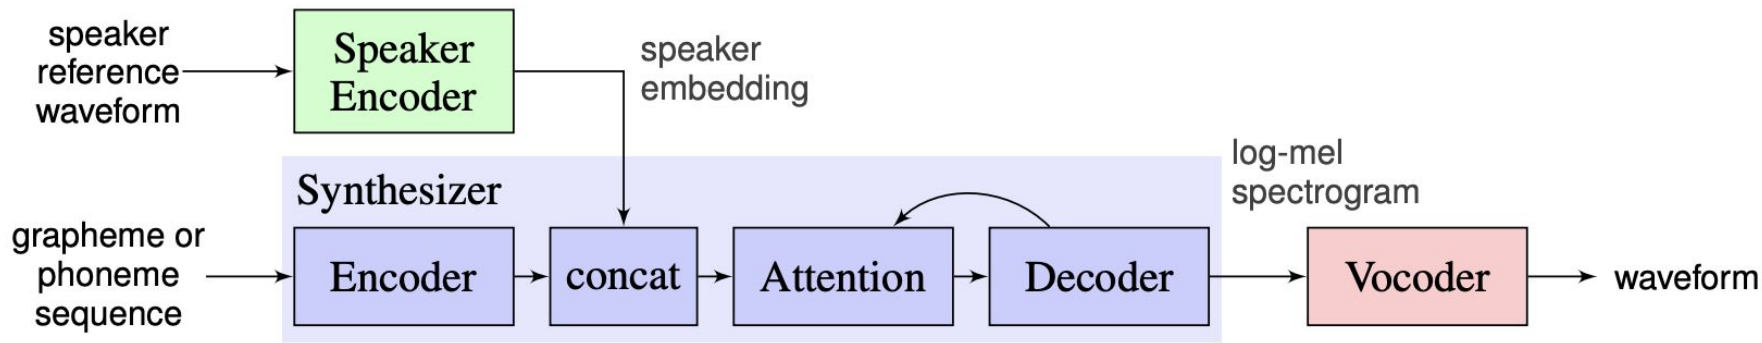 speaker
reference
waveform
Speaker
Encoder
speaker
embedding
log-mel
spectrogram
Synthesizer
grapheme or
phoneme
sequence
Encoder
concat
Attention
Decoder
Vocoder
waveform